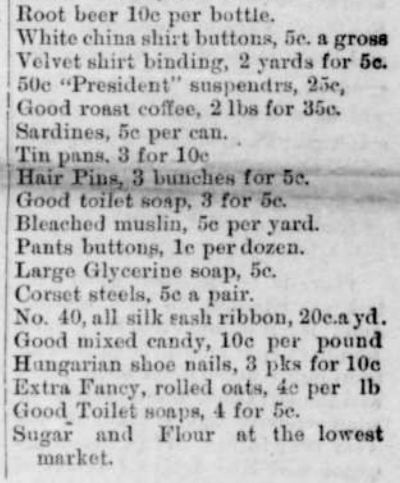 Root beer 10c per bottle.
White china shirt buttons, 5c. a gross
Velvet shirt binding, 2 yards for 5c.
50c "President" suspendrs, 25c,
Good roast coffee, 2 lbs for 35c.
Sardines, 5c per can.
Tin pans, 3 for 10c
Hair Pins, 3 bunches for 5c.
Good toilet soap, 3 for 5c.
Bleached muslin, 5c per yard.
Pants buttons, 1c per dozen.
Large Glycerine soap, 5c.
Corset steels, 5c a pair.
No. 40, all silk sash ribbon, 20c. a yd.
Good mixed candy, 10c per pound
Hungarian shoe nails, 3 pks for 10c
Extra Fancy, rolled oats, 4c per lb
Good Toilet soaps, 4 for 5c.
Sugar and Flour at the lowest
market.